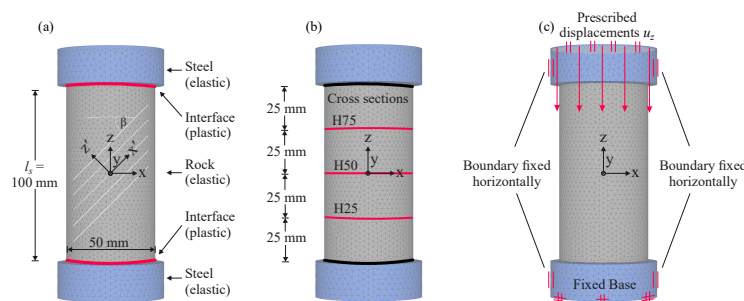 (a)
Steel
(elastic)
Interface
(plastic)
β
z'
z
x'
y
x
Rock
(elastic)
l_s =
100 mm
50 mm
Interface
(plastic)
Steel
(elastic)
(b)
Cross sections
25 mm
H75
25 mm
z
H50
y
x
25 mm
H25
25 mm
(c)
Prescribed
displacements u_z
z
y
x
Boundary fixed
horizontally
Boundary fixed
horizontally
Fixed Base